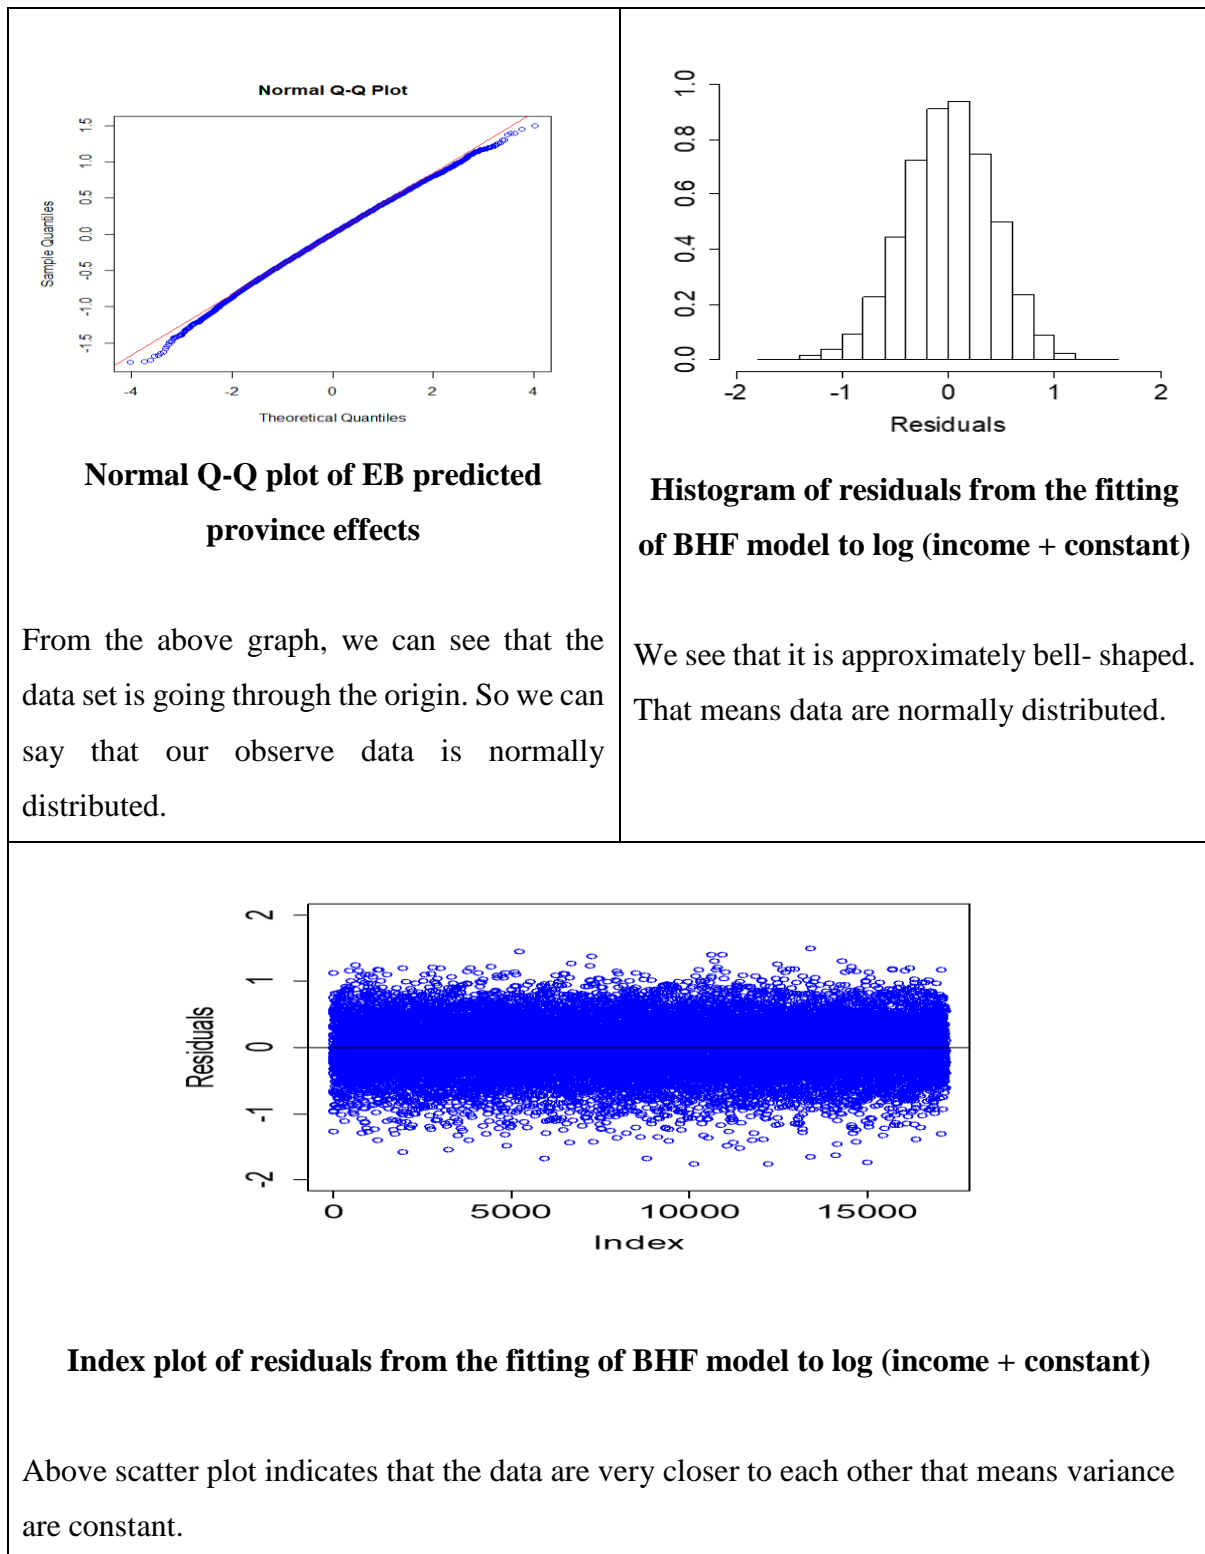 Normal Q-Q Plot
1.5
1.0
0.5
0.0
-0.5
-1.0
-1.5
Sample Quantiles
-4 -2 0 2 4
Theoretical Quantiles
Normal Q-Q plot of EB predicted
province effects
From the above graph, we can see that the
data set is going through the origin. So we can
say that our observe data is normally
distributed.
1.0
0.8
0.6
0.4
0.2
0.0
-2 -1 0 1 2
Residuals
Histogram of residuals from the fitting
of BHF model to log (income + constant)
We see that it is approximately bell- shaped.
That means data are normally distributed.
2
1
0
-1
-2
Residuals
0 5000 10000 15000
Index
Index plot of residuals from the fitting of BHF model to log (income + constant)
Above scatter plot indicates that the data are very closer to each other that means variance
are constant.